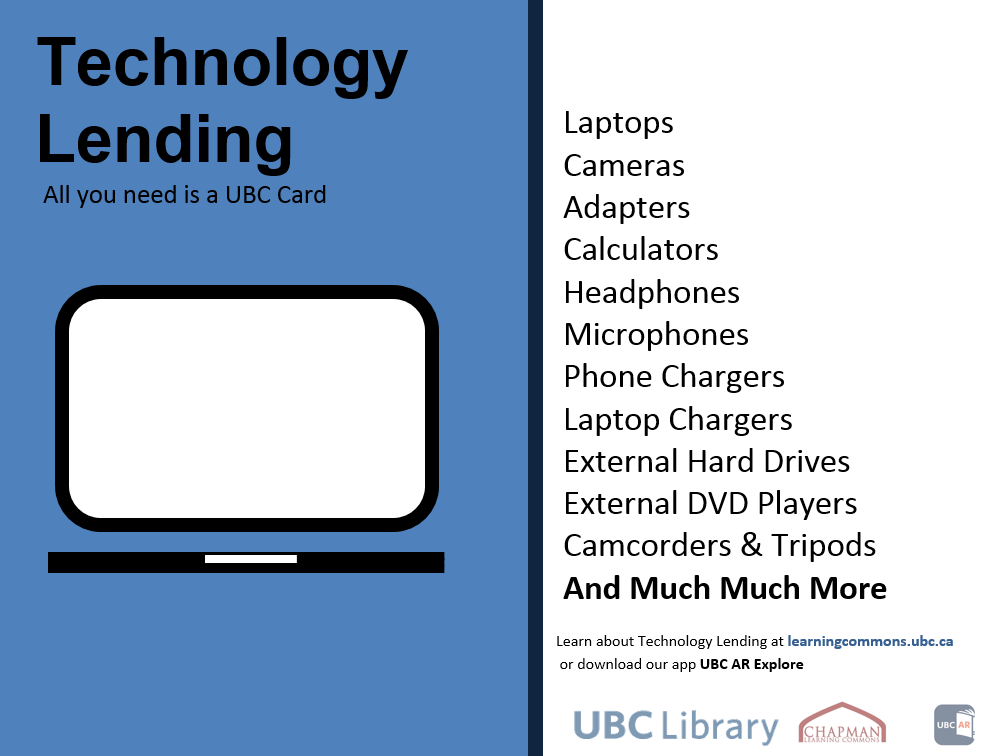 Technology
Lending
All you need is a UBC Card
Laptops
Cameras
Adapters
Calculators
Headphones
Microphones
Phone Chargers
Laptop Chargers
External Hard Drives
External DVD Players
Camcorders & Tripods
And Much Much More
Learn about Technology Lending at learningcommons.ubc.ca
or download our app UBC AR Explore
UBC Library
CHAPMAN
LEARNING COMMONS
UBC AR